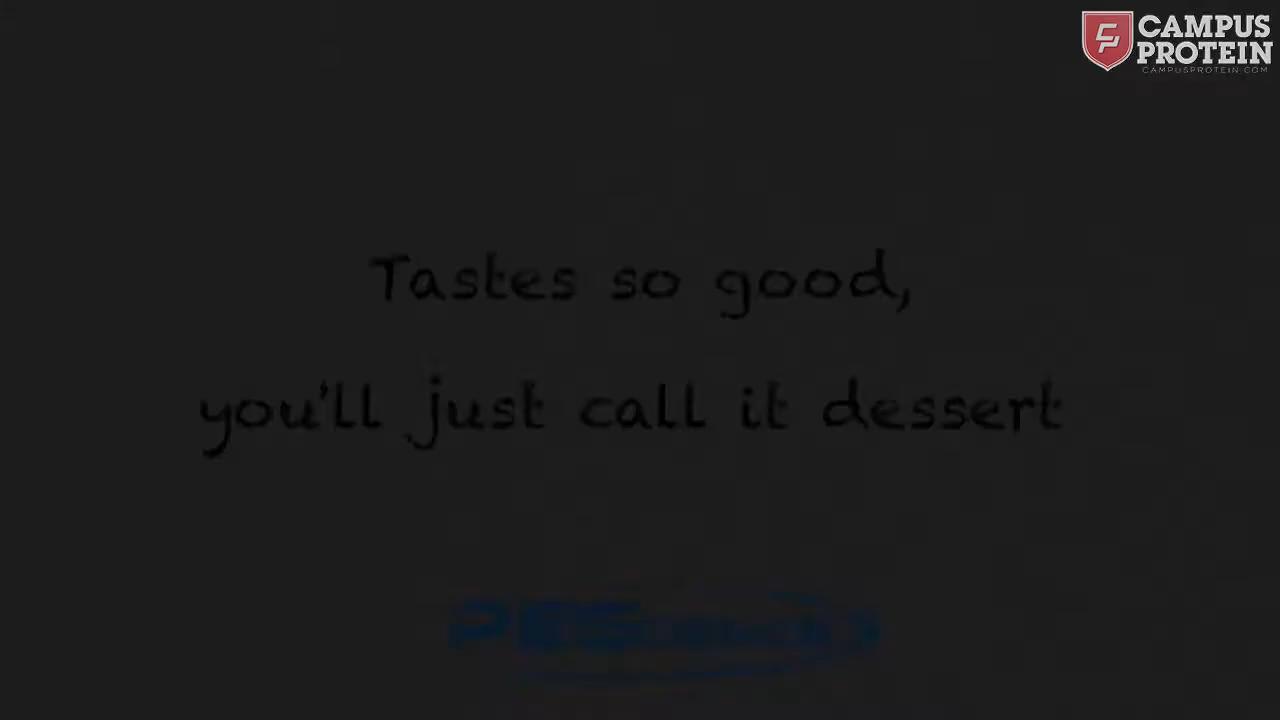 CAMPUS
PROTEIN
CAMPUSPROTEIN.COM
Tastes so good,
you'll just call it dessert